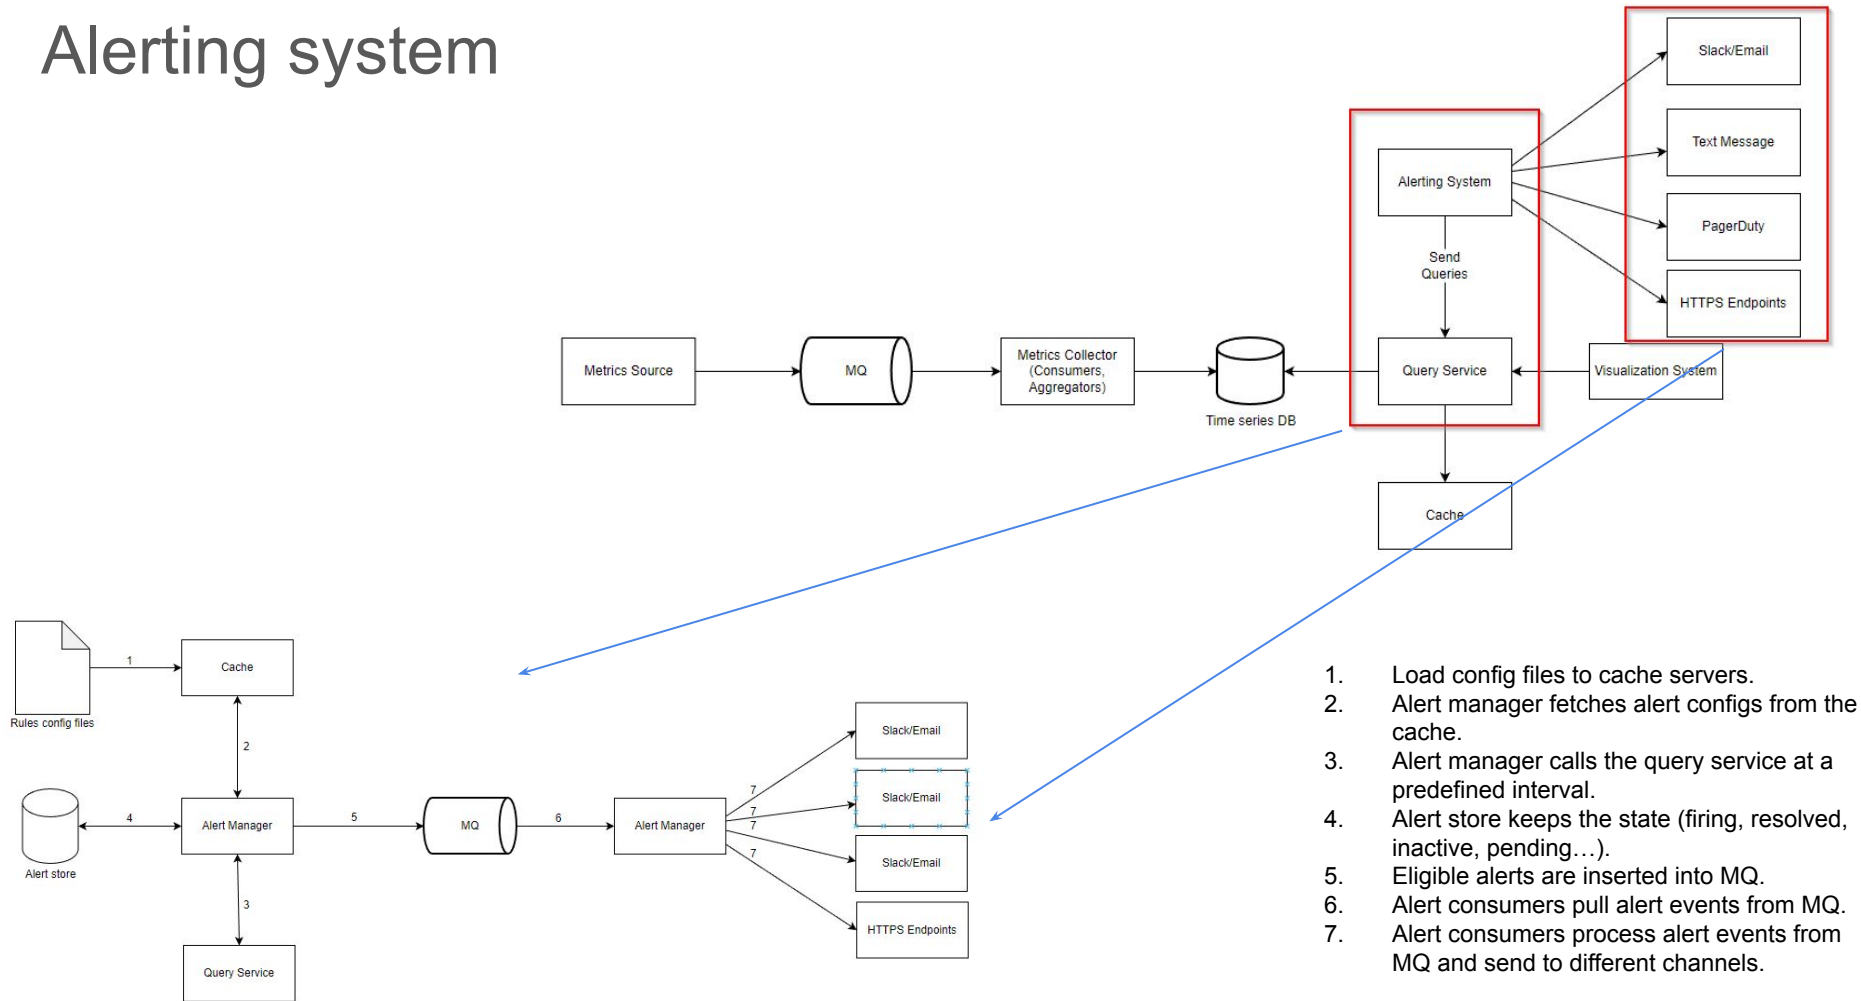 Alerting system
Slack/Email
Text Message
Alerting System
PagerDuty
Send
Queries
HTTPS Endpoints
Metrics Source
MQ
Metrics Collector
(Consumers,
Aggregators)
Query Service
Visualization System
Time series DB
Cache
1
Cache
Rules config files
2
Slack/Email
7
Slack/Email
4
Alert Manager
5
MQ
6
Alert Manager
7
7
Slack/Email
7
Alert store
3
HTTPS Endpoints
Query Service
1. Load config files to cache servers.
2. Alert manager fetches alert configs from the
cache.
3. Alert manager calls the query service at a
predefined interval.
4. Alert store keeps the state (firing, resolved,
inactive, pending…).
5. Eligible alerts are inserted into MQ.
6. Alert consumers pull alert events from MQ.
7. Alert consumers process alert events from
MQ and send to different channels.